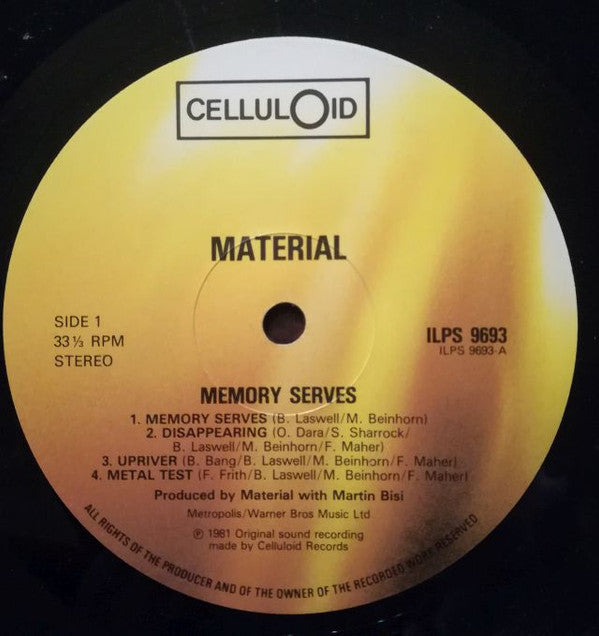 CELLULOID
MATERIAL
SIDE 1
33 ⅓ RPM
STEREO
ILPS 9693
ILPS 9693-A
MEMORY SERVES
1. MEMORY SERVES (B. Laswell/M. Beinhorn)
2. DISAPPEARING (O. Dara/S. Sharrock/
B. Laswell/M. Beinhorn/F. Maher)
3. UPRIVER (B. Bang/B. Laswell/M. Beinhorn/F. Maher)
4. METAL TEST (F. Frith/B. Laswell/M. Beinhorn/F. Maher)
Produced by Material with Martin Bisi
Metropolis/Warner Bros Music Ltd
℗ 1981 Original sound recording
made by Celluloid Records
ALL RIGHTS OF THE PRODUCER AND OF THE OWNER OF THE RECORDED WORK RESERVED